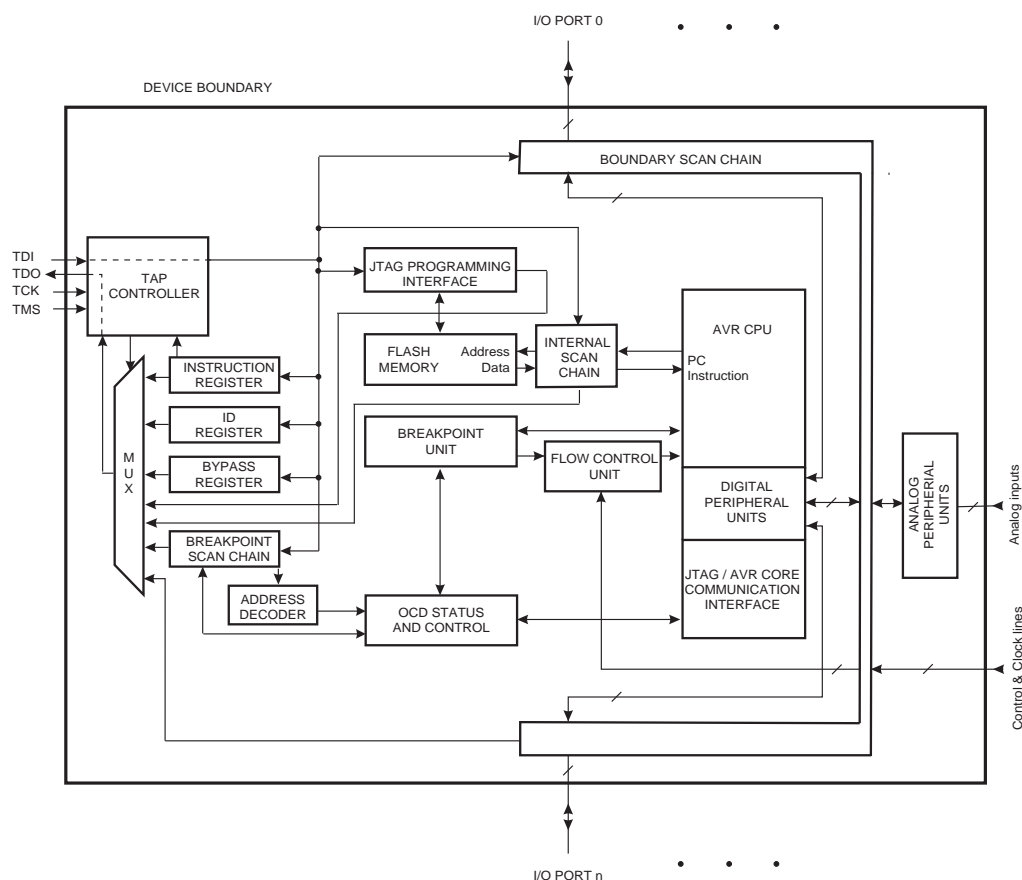 I/O PORT 0
DEVICE BOUNDARY
BOUNDARY SCAN CHAIN
TDI
TDO
TCK
TMS
TAP
CONTROLLER
JTAG PROGRAMMING
INTERFACE
AVR CPU
FLASH
MEMORY
Address
Data
INTERNAL
SCAN
CHAIN
PC
Instruction
INSTRUCTION
REGISTER
ID
REGISTER
BYPASS
REGISTER
MUX
BREAKPOINT
UNIT
FLOW CONTROL
UNIT
DIGITAL
PERIPHERAL
UNITS
ANALOG
PERIPHERIAL
UNITS
Analog inputs
BREAKPOINT
SCAN CHAIN
ADDRESS
DECODER
OCD STATUS
AND CONTROL
JTAG / AVR CORE
COMMUNICATION
INTERFACE
Control & Clock lines
I/O PORT n